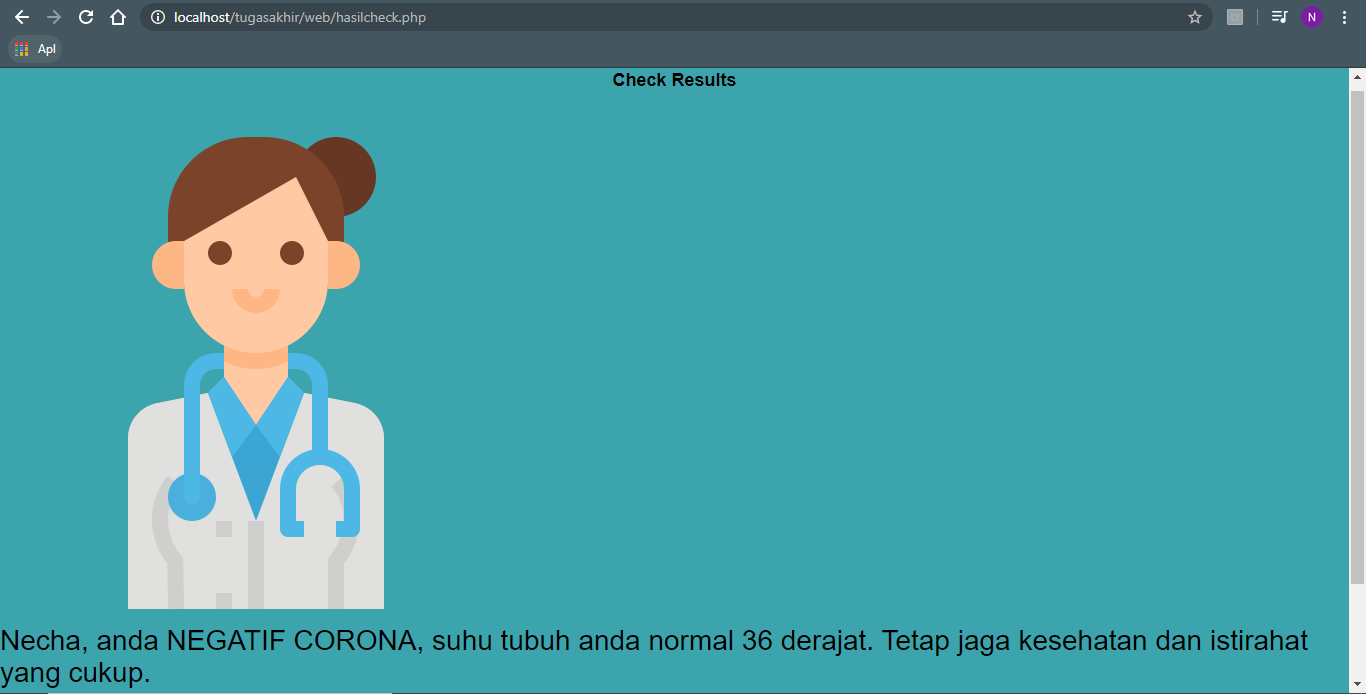 localhost/tugasakhir/web/hasilcheck.php
N
Apl
Check Results
Necha, anda NEGATIF CORONA, suhu tubuh anda normal 36 derajat. Tetap jaga kesehatan dan istirahat
yang cukup.